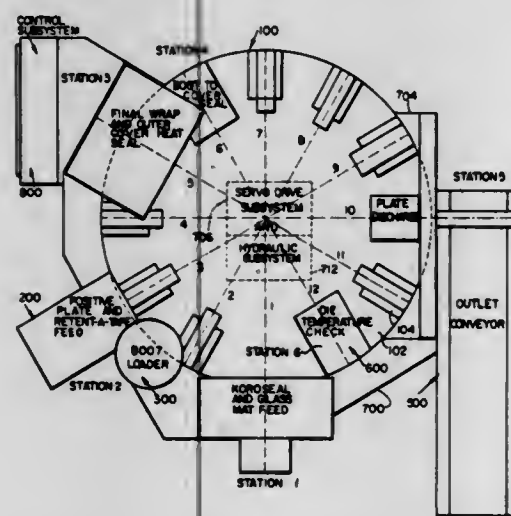 CONTROL
SUBSYSTEM
STATION 3
STATION 4
100
704
BOOT TO
COVER
SEAL
FINAL WRAP
AND OUTER
COVER HEAT
SEAL
STATION 5
800
7
8
9
6
5
4
3
2
1
10
11
12
SERVO DRIVE
SUBSYSTEM
AND
HYDRAULIC
SUBSYSTEM
706
712
PLATE
DISCHARGE
200
POSITIVE
PLATE AND
RETENT-A-TAPE
FEED
STATION 2
BOOT
LOADER
300
DIE
TEMPERATURE
CHECK
STATION 6
600
104
102
OUTLET
CONVEYOR
KOROSEAL
AND GLASS
MAT FEED
700
500
STATION 1